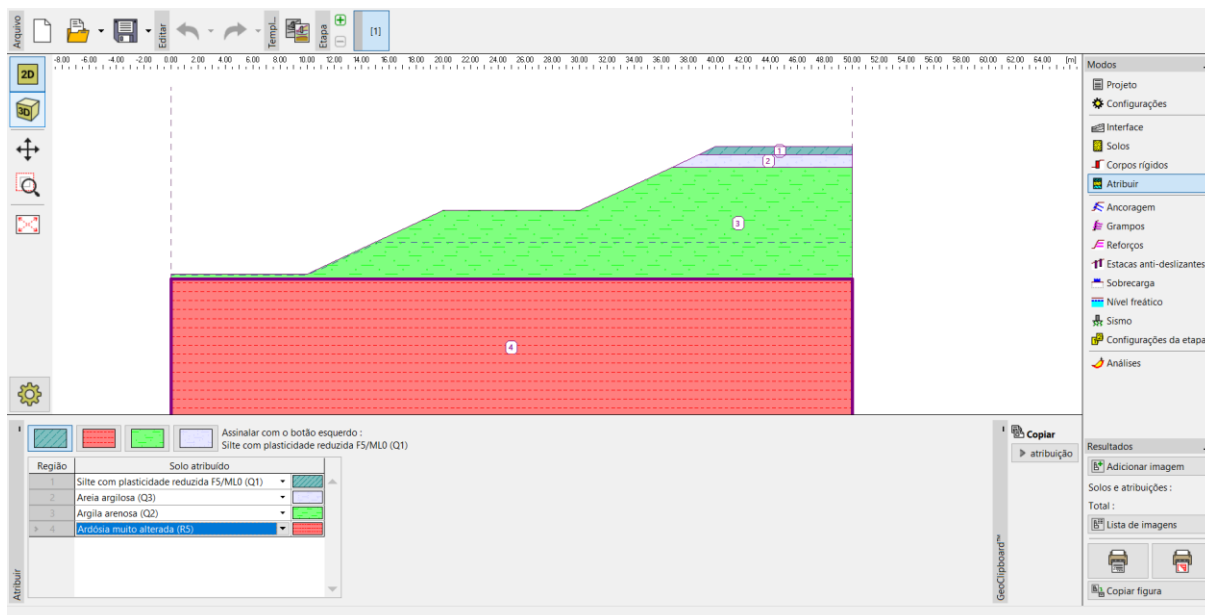 Arquivo
Editar
Templ...
Etapa
[1]
-8.00 -6.00 -4.00 -2.00 0.00 2.00 4.00 6.00 8.00 10.00 12.00 14.00 16.00 18.00 20.00 22.00 24.00 26.00 28.00 30.00 32.00 34.00 36.00 38.00 40.00 42.00 44.00 46.00 48.00 50.00 52.00 54.00 56.00 58.00 60.00 62.00 64.00 [m]
2D
3D
1
2
3
4
Modos
Projeto
Configurações
Interface
Solos
Corpos rígidos
Atribuir
Ancoragem
Grampos
Reforços
Estacas anti-deslizantes
Sobrecarga
Nível freático
Sismo
Configurações da etapa
Análises
Assinalar com o botão esquerdo :
Silte com plasticidade reduzida F5/ML0 (Q1)
Região Solo atribuído
1 Silte com plasticidade reduzida F5/ML0 (Q1)
2 Areia argilosa (Q3)
3 Argila arenosa (Q2)
4 Ardósia muito alterada (R5)
Atribuir
GeoClipboard™
Copiar
atribuição
Resultados
Adicionar imagem
Solos e atribuições :
Total :
Lista de imagens
Copiar figura